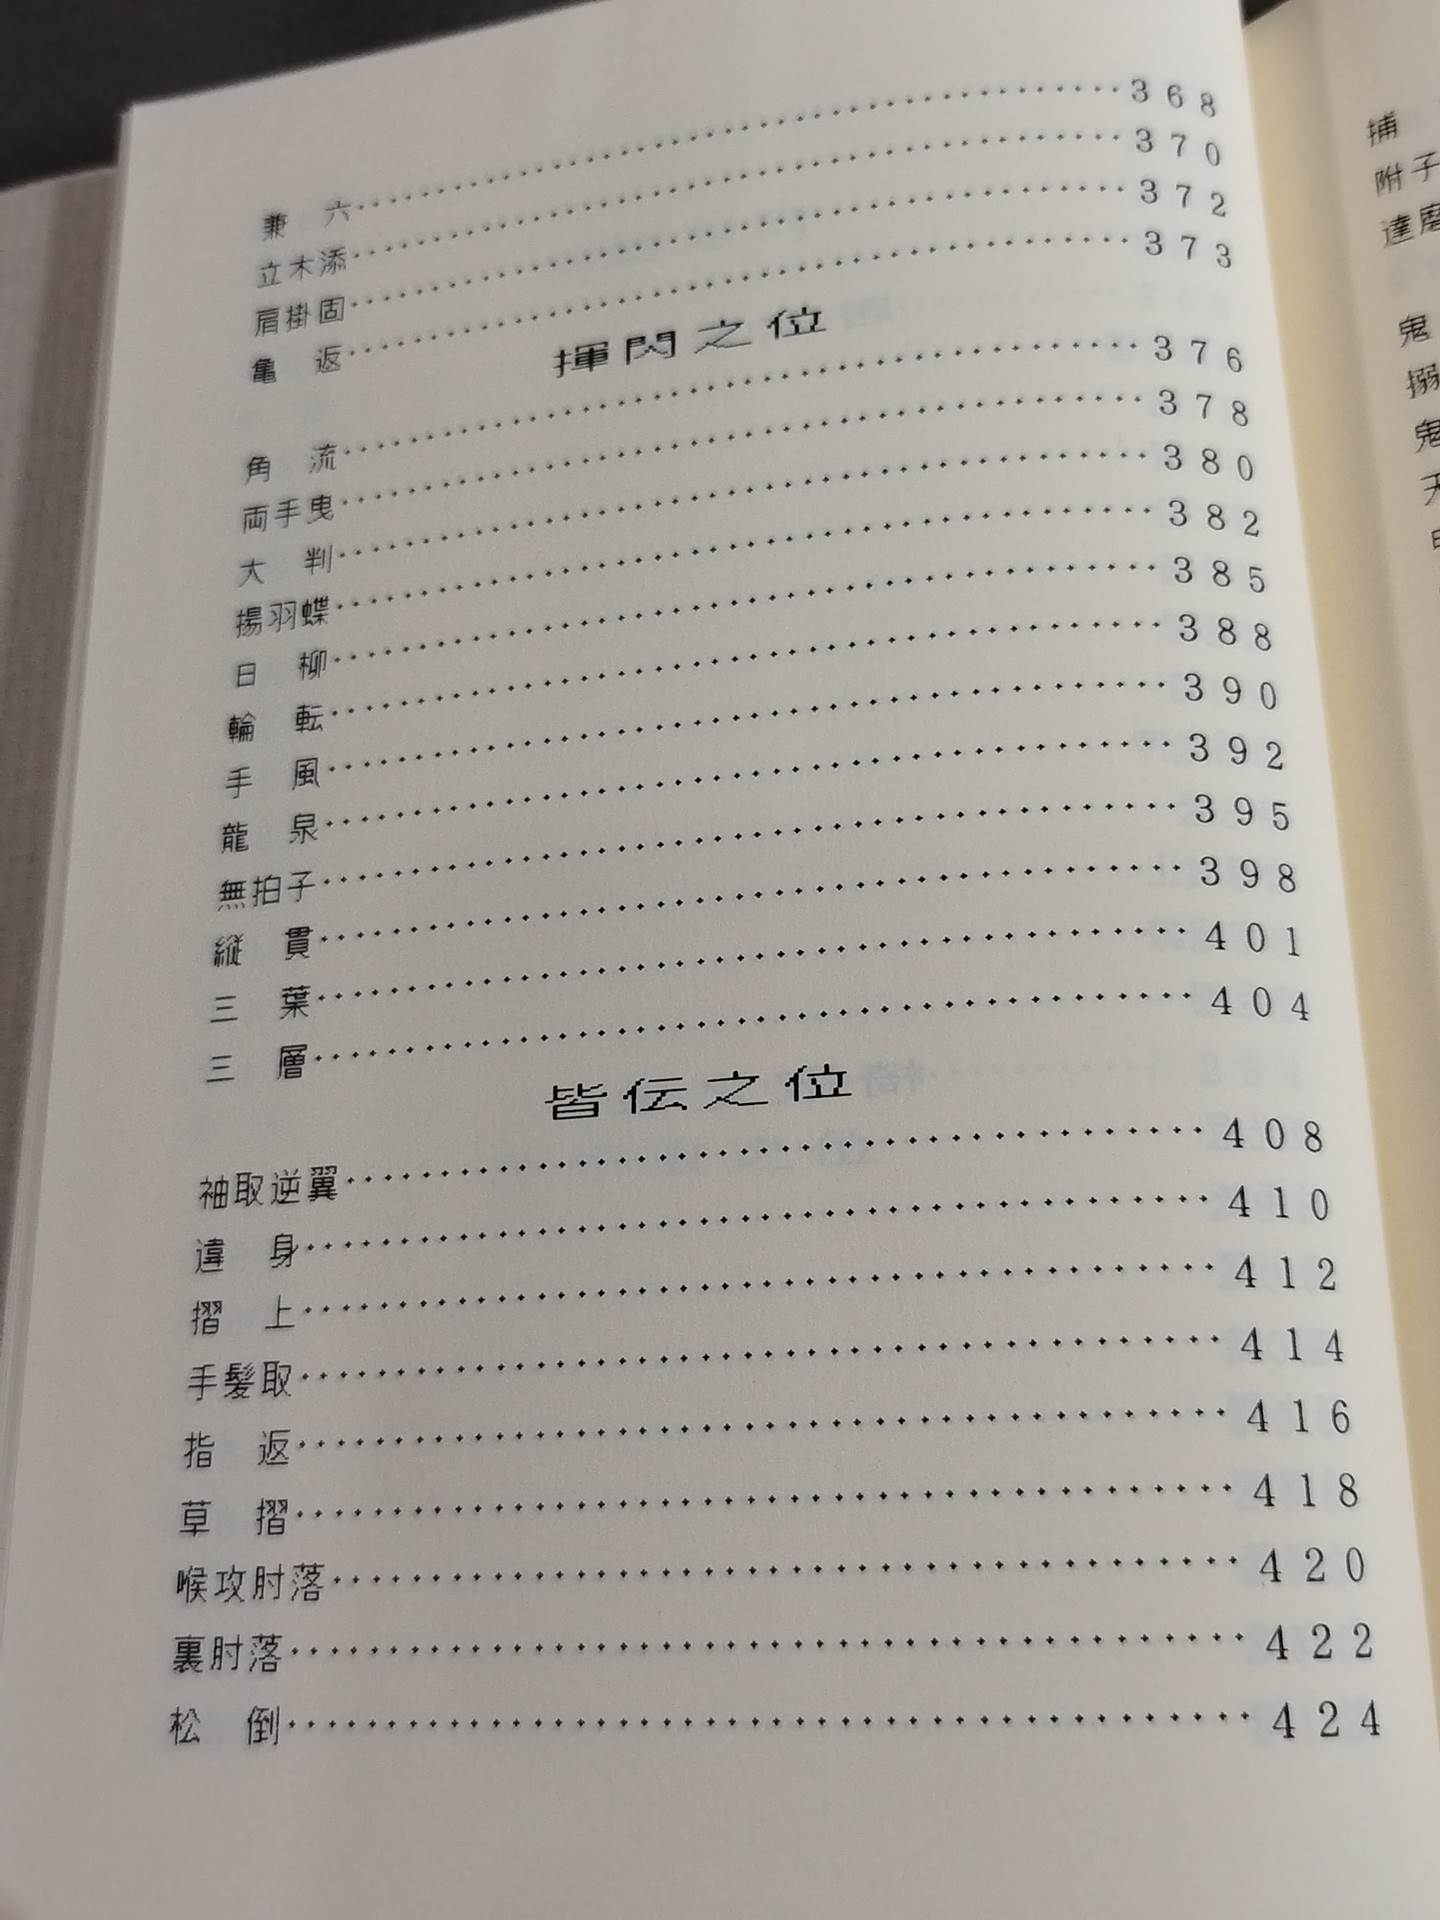 兼　六‥‥‥368
立木添‥‥‥370
肩掛固‥‥‥372
亀　返‥‥‥373
揮閃之位
角　流‥‥‥376
両手曳‥‥‥378
大　判‥‥‥380
揚羽蝶‥‥‥382
日　柳‥‥‥385
輪　転‥‥‥388
手　風‥‥‥390
龍　泉‥‥‥392
無拍子‥‥‥395
縦　貫‥‥‥398
三　葉‥‥‥401
三　層‥‥‥404
皆伝之位
袖取逆翼‥‥‥408
違　身‥‥‥410
摺　上‥‥‥412
手髪取‥‥‥414
指　返‥‥‥416
草　摺‥‥‥418
喉攻肘落‥‥‥420
裏肘落‥‥‥422
松　倒‥‥‥424
捕
附子
達磨
鬼
搦
鬼
天